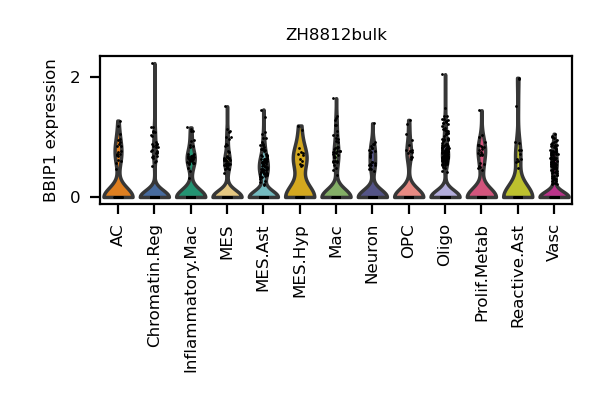 ZH8812bulk
BBIP1 expression
2
0
AC
Chromatin.Reg
Inflammatory.Mac
MES
MES.Ast
MES.Hyp
Mac
Neuron
OPC
Oligo
Prolif.Metab
Reactive.Ast
Vasc